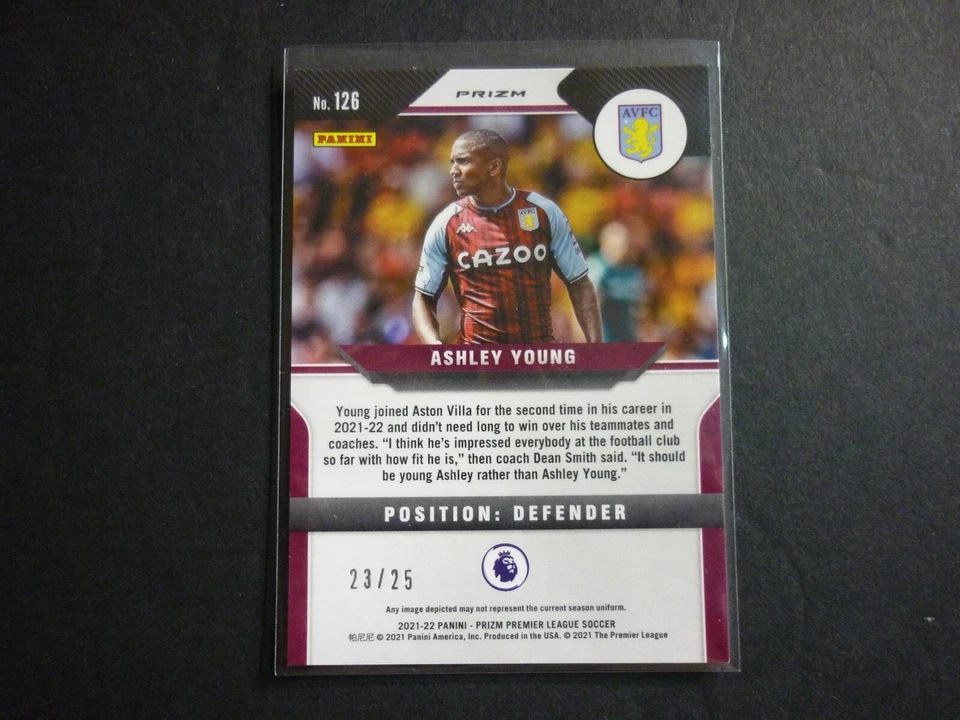 No. 126
PRIZM
AVFC
PANINI
AVFC
CAZOO
ASHLEY YOUNG
Young joined Aston Villa for the second time in his career in
2021-22 and didn't need long to win over his teammates and
coaches. “I think he's impressed everybody at the football club
so far with how fit he is,” then coach Dean Smith said. “It should
be young Ashley rather than Ashley Young.”
POSITION: DEFENDER
23/25
Any image depicted may not represent the current season uniform.
2021-22 PANINI - PRIZM PREMIER LEAGUE SOCCER
帕尼尼 © 2021 Panini America, Inc. Produced in the USA. © 2021 The Premier League